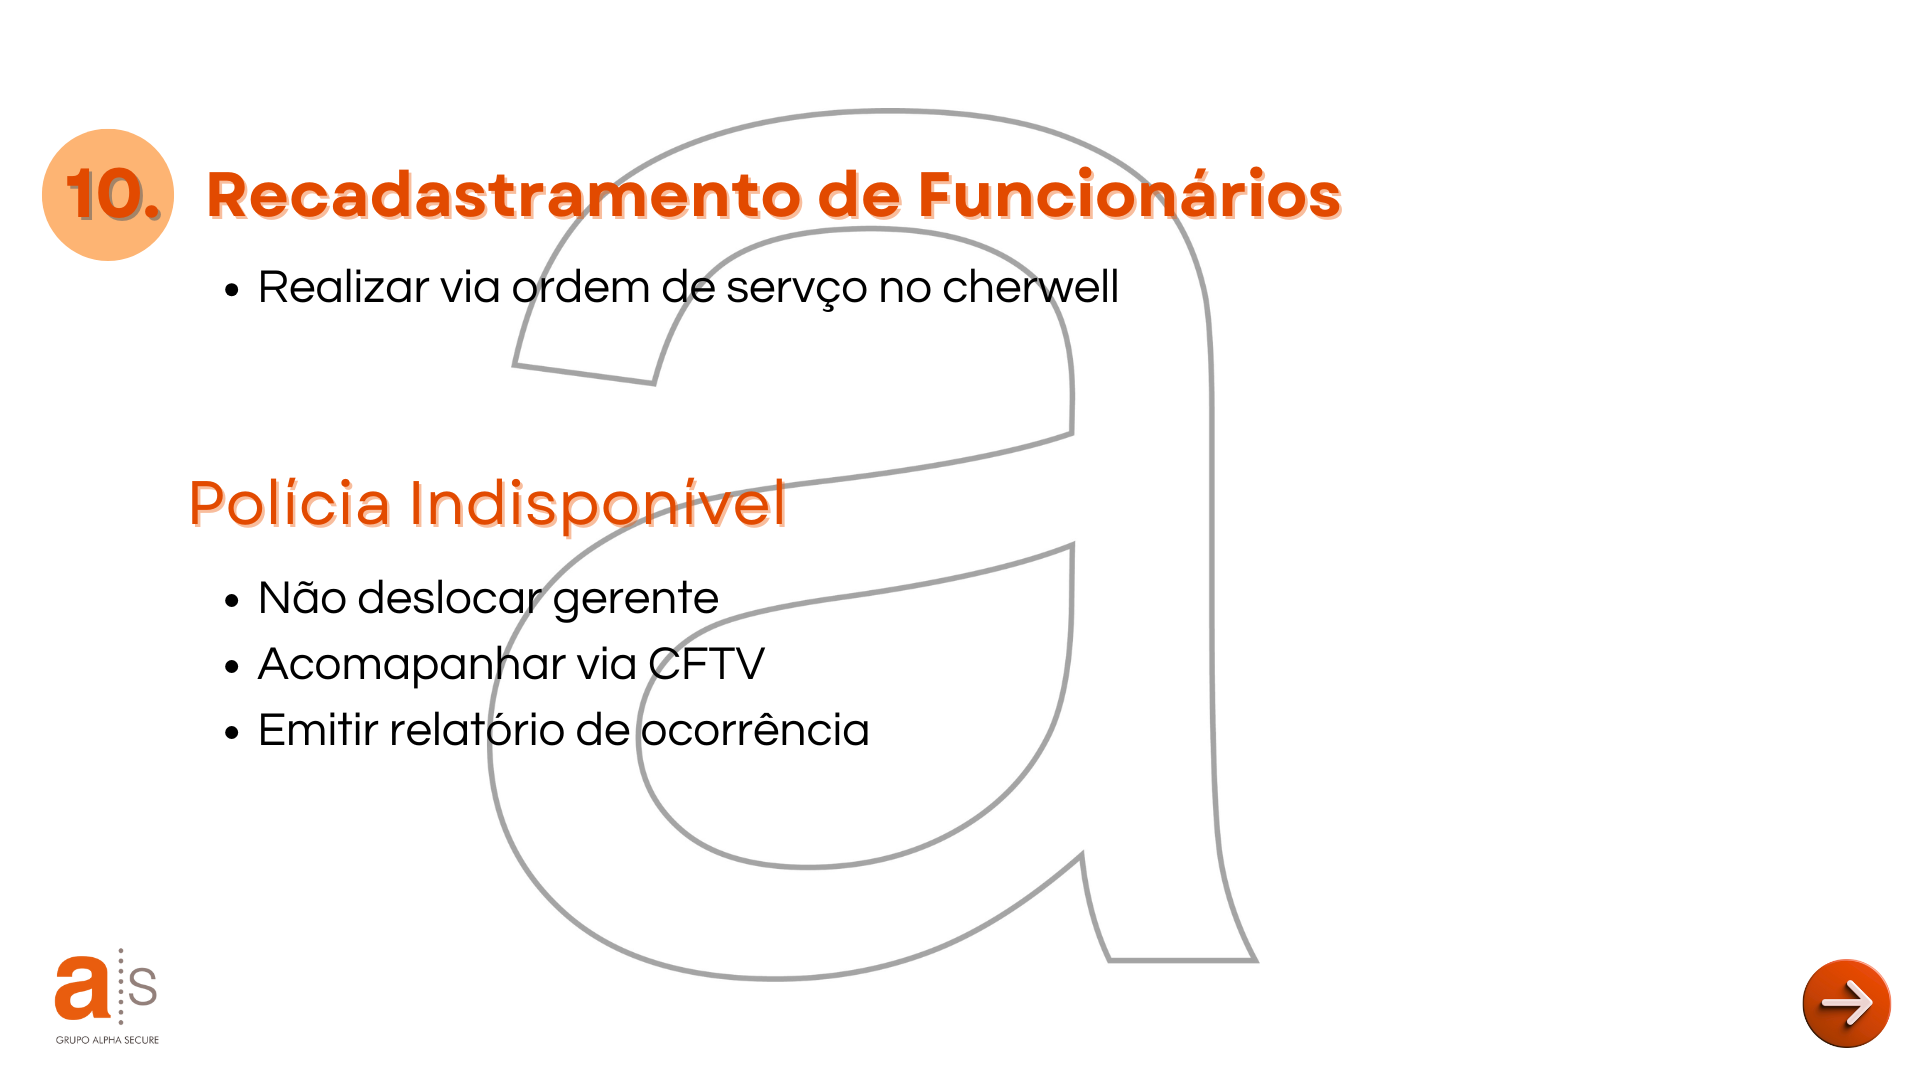 10. Recadastramento de Funcionários
• Realizar via ordem de servço no cherwell
Polícia Indisponível
• Não deslocar gerente
• Acomapanhar via CFTV
• Emitir relatório de ocorrência
a
a s
GRUPO ALPHA SECURE